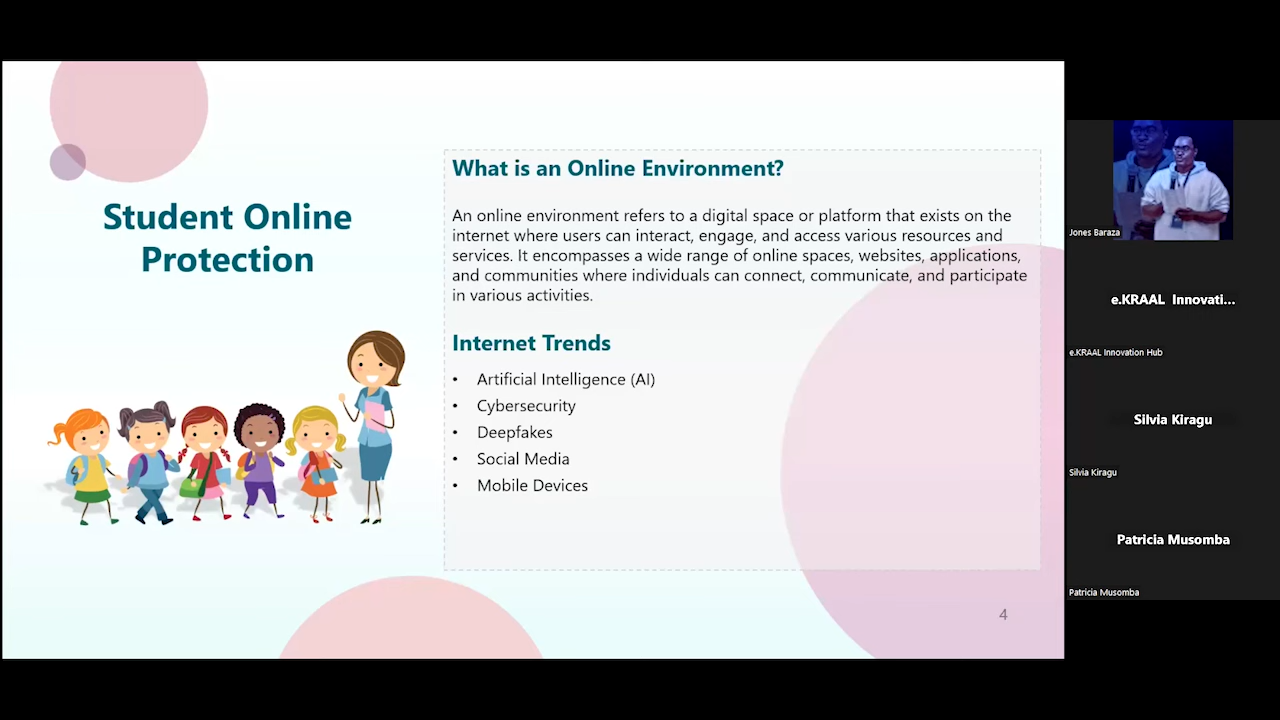 Student Online
Protection
What is an Online Environment?
An online environment refers to a digital space or platform that exists on the
internet where users can interact, engage, and access various resources and
services. It encompasses a wide range of online spaces, websites, applications,
and communities where individuals can connect, communicate, and participate
in various activities.
Internet Trends
• Artificial Intelligence (AI)
• Cybersecurity
• Deepfakes
• Social Media
• Mobile Devices
4
Jones Baraza
e.KRAAL Innovati...
e.KRAAL Innovation Hub
Silvia Kiragu
Silvia Kiragu
Patricia Musomba
Patricia Musomba